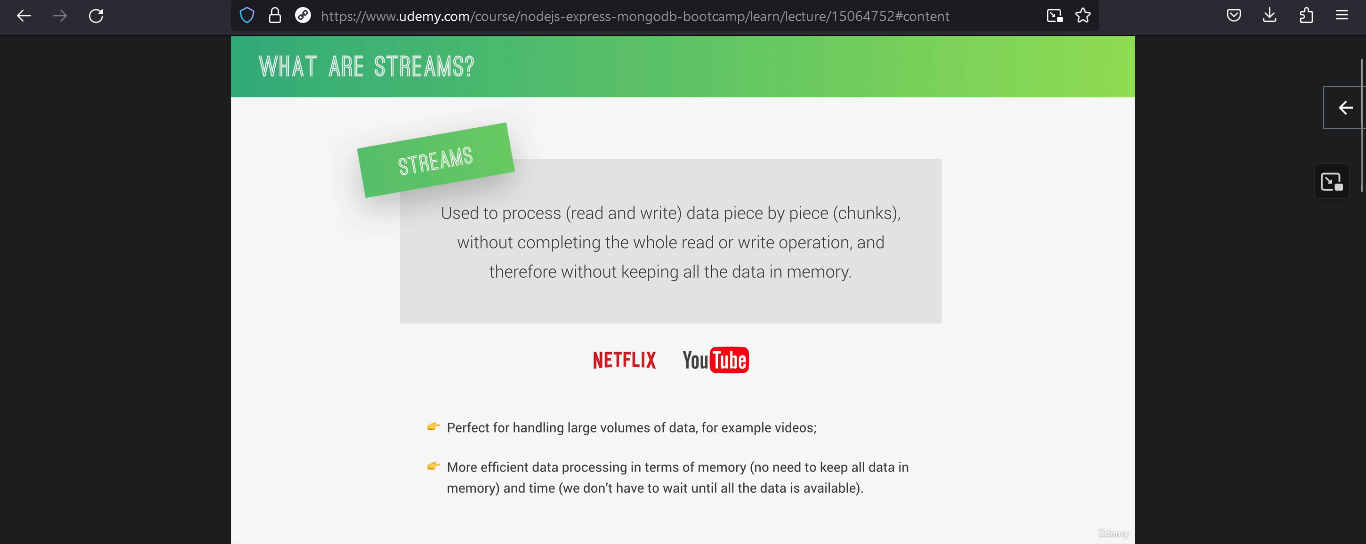 https://www.udemy.com/course/nodejs-express-mongodb-bootcamp/learn/lecture/15064752#content
WHAT ARE STREAMS?
STREAMS
Used to process (read and write) data piece by piece (chunks),
without completing the whole read or write operation, and
therefore without keeping all the data in memory.
NETFLIX YouTube
👉 Perfect for handling large volumes of data, for example videos;
👉 More efficient data processing in terms of memory (no need to keep all data in
memory) and time (we don't have to wait until all the data is available).
ûdemy